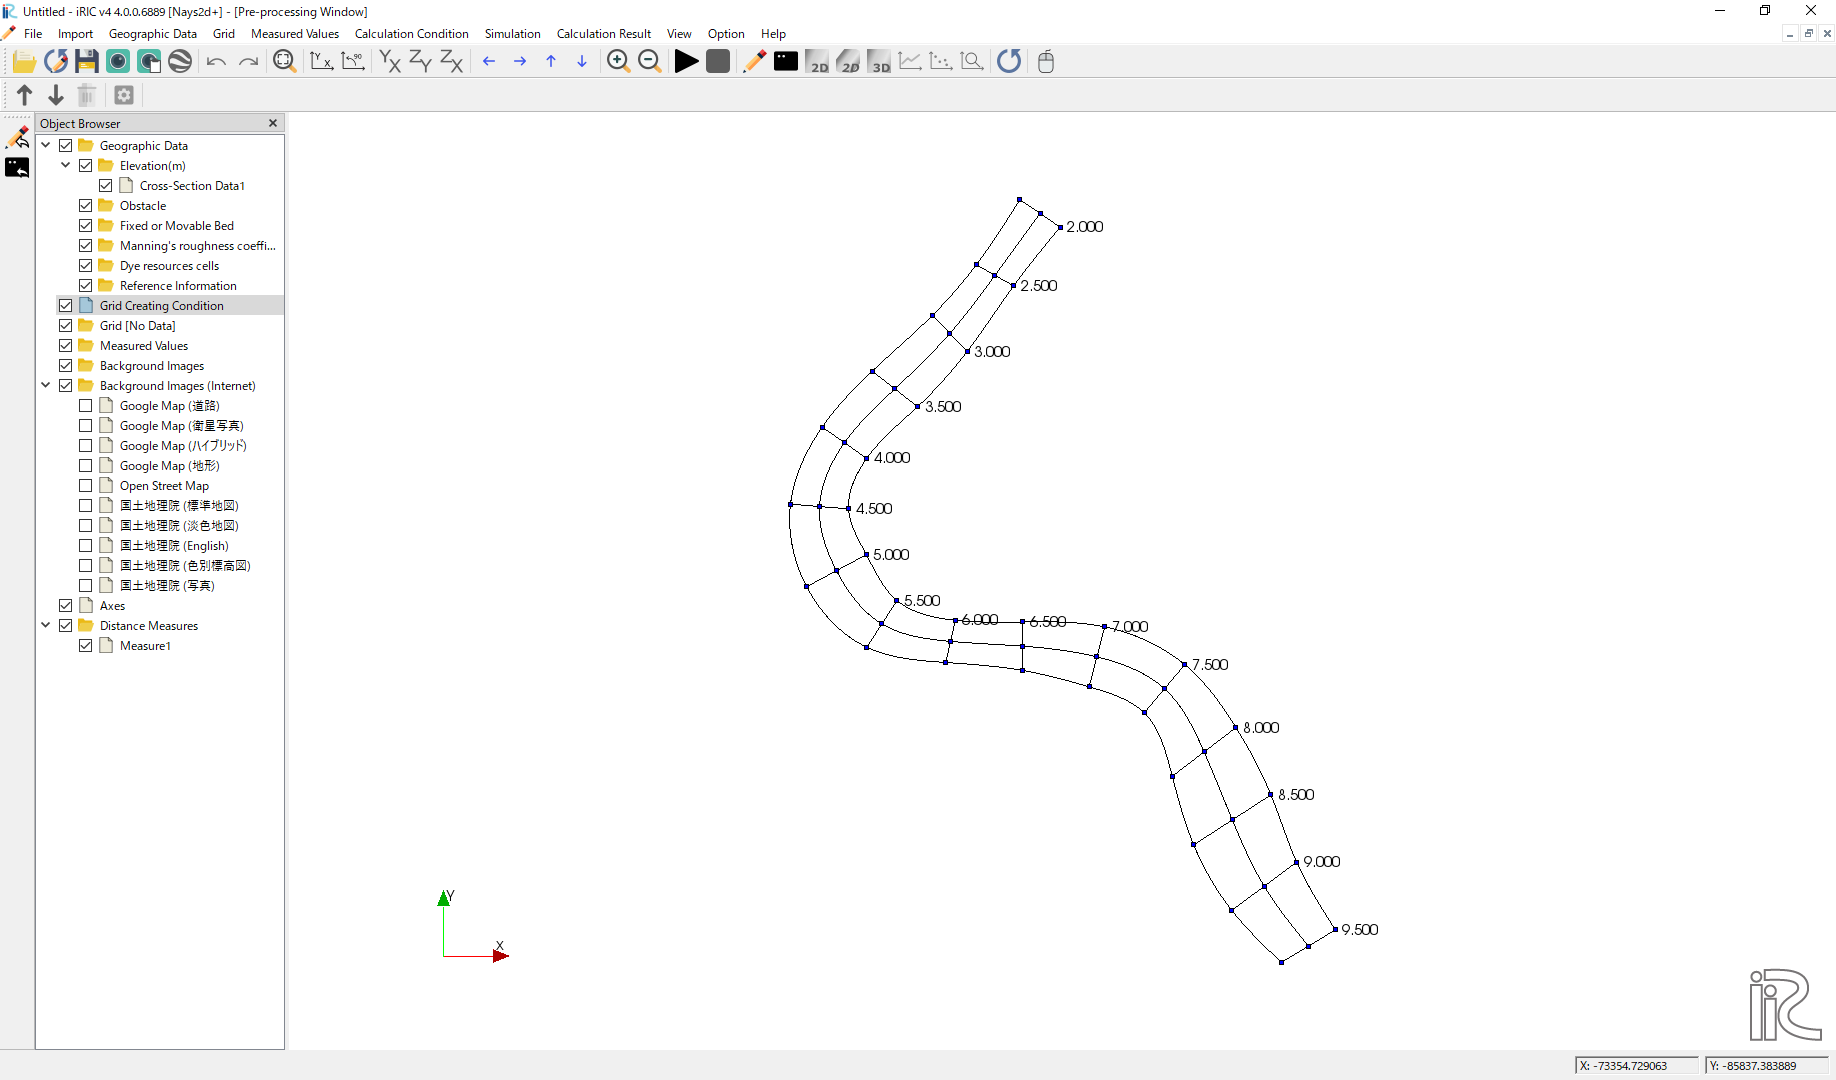 Untitled - iRIC v4 4.0.0.6889 [Nays2d+] - [Pre-processing Window]
File Import Geographic Data Grid Measured Values Calculation Condition Simulation Calculation Result View Option Help
Y X -90 YX ZY ZX 2D 2D 3D
Object Browser
Geographic Data
Elevation(m)
Cross-Section Data1
Obstacle
Fixed or Movable Bed
Manning's roughness coeffi...
Dye resources cells
Reference Information
Grid Creating Condition
Grid [No Data]
Measured Values
Background Images
Background Images (Internet)
Google Map (道路)
Google Map (衛星写真)
Google Map (ハイブリッド)
Google Map (地形)
Open Street Map
国土地理院 (標準地図)
国土地理院 (淡色地図)
国土地理院 (English)
国土地理院 (色別標高図)
国土地理院 (写真)
Axes
Distance Measures
Measure1
2.000
2.500
3.000
3.500
4.000
4.500
5.000
5.500
6.000
6.500
7.000
7.500
8.000
8.500
9.000
9.500
Y
X
iRIC
X: -73354.729063
Y: -85837.383889